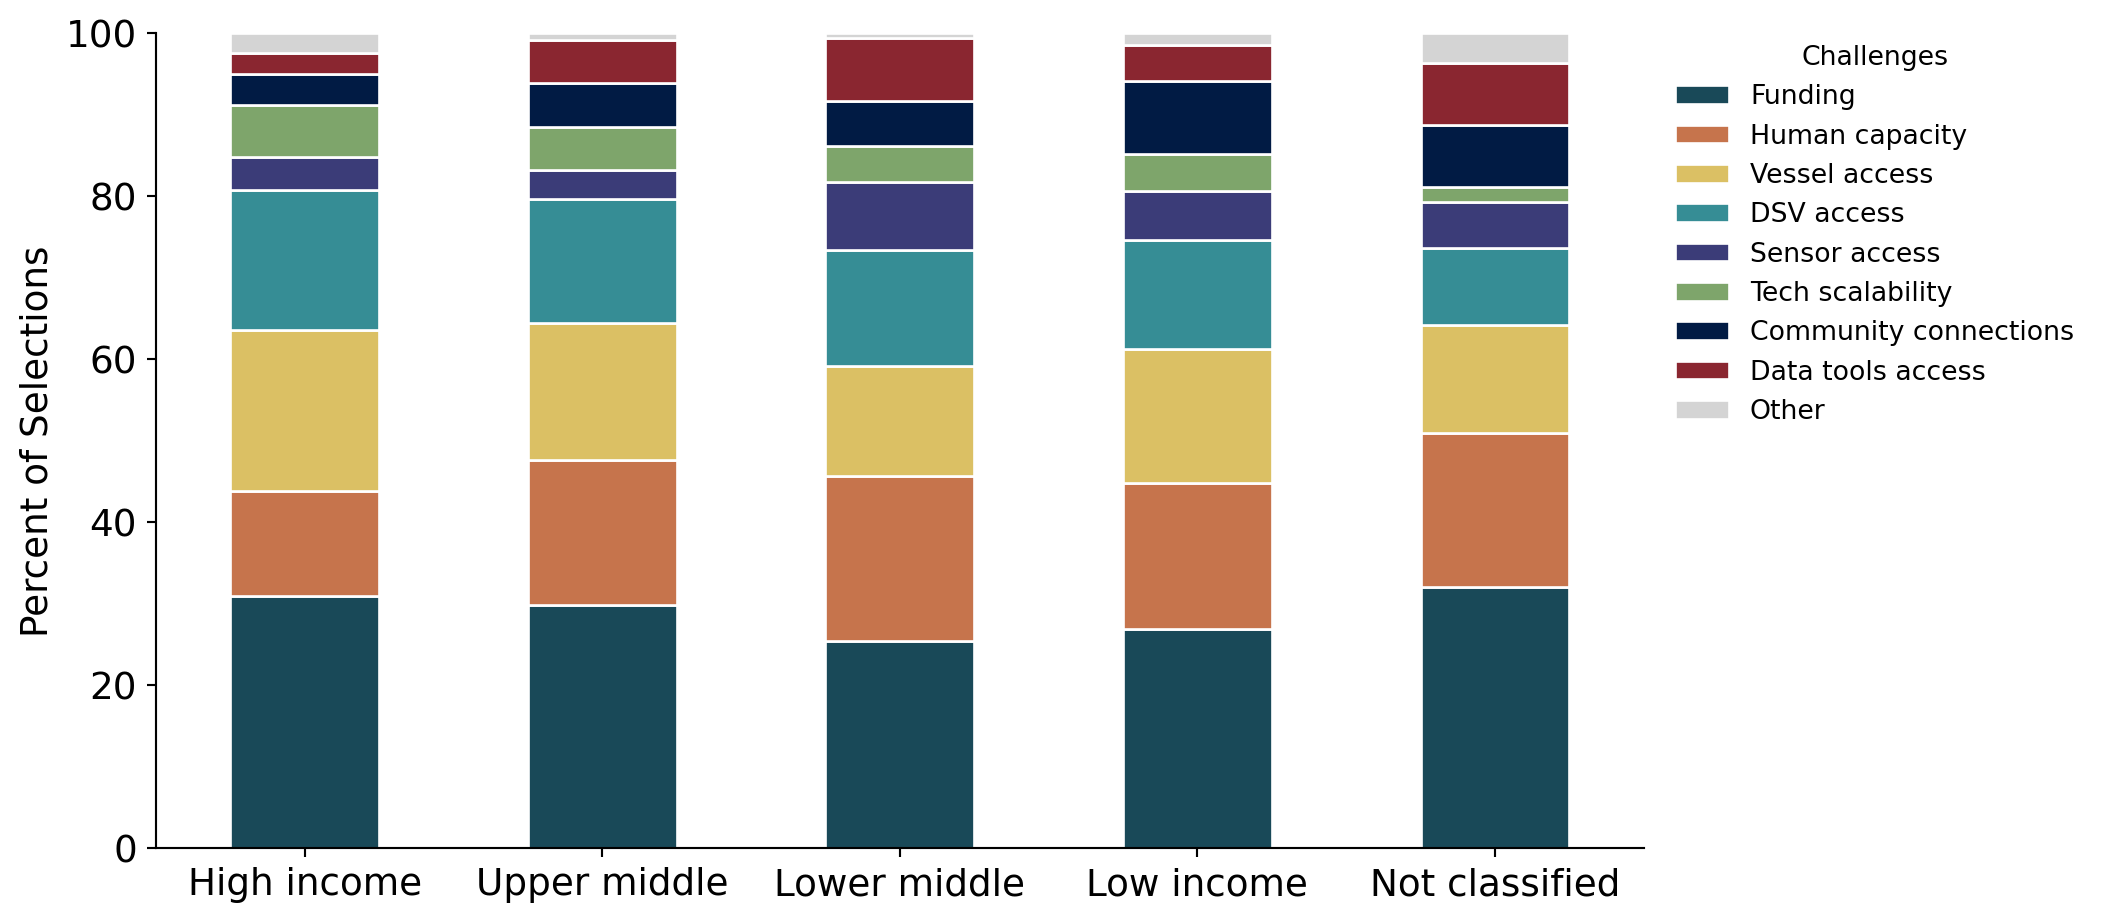 Percent of Selections
100
80
60
40
20
0
High income
Upper middle
Lower middle
Low income
Not classified
Challenges
Funding
Human capacity
Vessel access
DSV access
Sensor access
Tech scalability
Community connections
Data tools access
Other